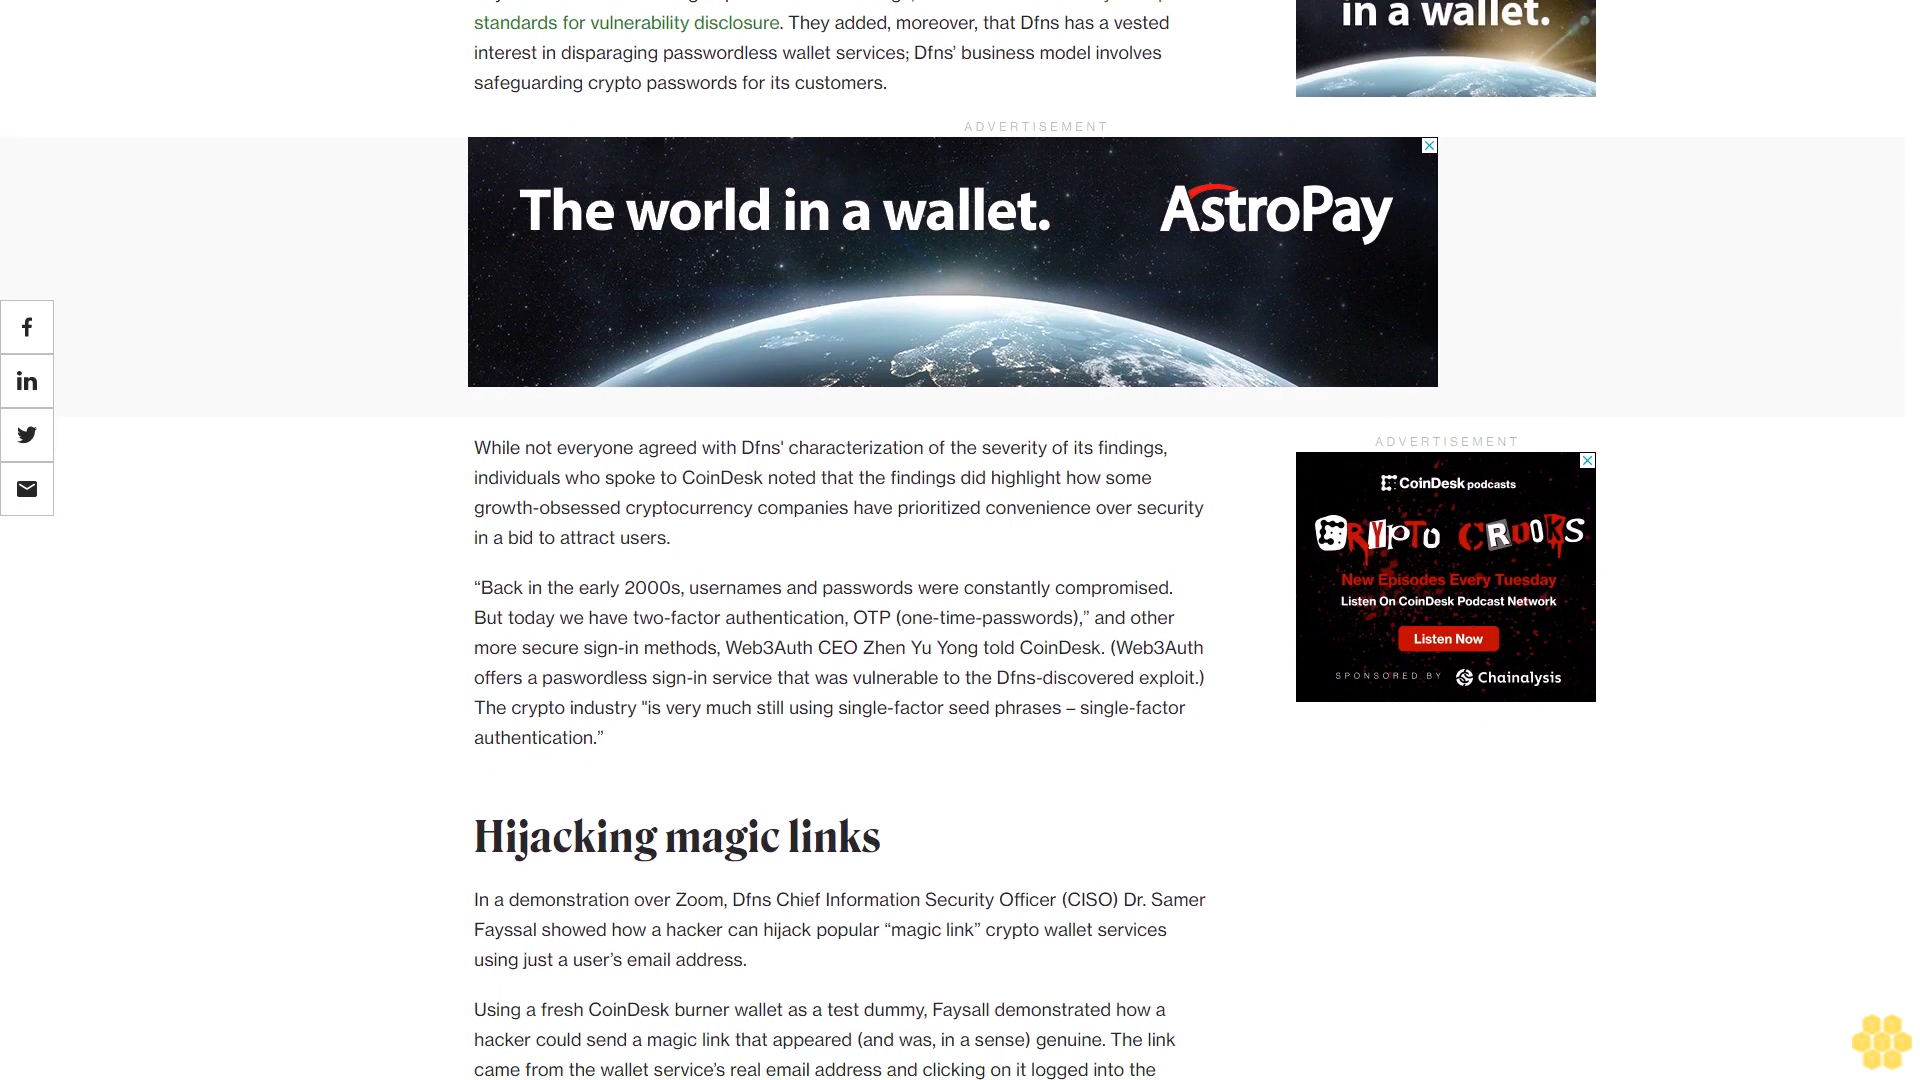 standards for vulnerability disclosure. They added, moreover, that Dfns has a vested
interest in disparaging passwordless wallet services; Dfns' business model involves
safeguarding crypto passwords for its customers.
in a wallet.
ADVERTISEMENT
The world in a wallet.
AstroPay
While not everyone agreed with Dfns' characterization of the severity of its findings,
individuals who spoke to CoinDesk noted that the findings did highlight how some
growth-obsessed cryptocurrency companies have prioritized convenience over security
in a bid to attract users.
“Back in the early 2000s, usernames and passwords were constantly compromised.
But today we have two-factor authentication, OTP (one-time-passwords),” and other
more secure sign-in methods, Web3Auth CEO Zhen Yu Yong told CoinDesk. (Web3Auth
offers a paswordless sign-in service that was vulnerable to the Dfns-discovered exploit.)
The crypto industry "is very much still using single-factor seed phrases – single-factor
authentication.”
ADVERTISEMENT
CoinDesk podcasts
CRYPTO CROOKS
New Episodes Every Tuesday
Listen On CoinDesk Podcast Network
Listen Now
SPONSORED BY Chainalysis
Hijacking magic links
In a demonstration over Zoom, Dfns Chief Information Security Officer (CISO) Dr. Samer
Fayssal showed how a hacker can hijack popular “magic link” crypto wallet services
using just a user’s email address.
Using a fresh CoinDesk burner wallet as a test dummy, Faysall demonstrated how a
hacker could send a magic link that appeared (and was, in a sense) genuine. The link
came from the wallet service’s real email address and clicking on it logged into the